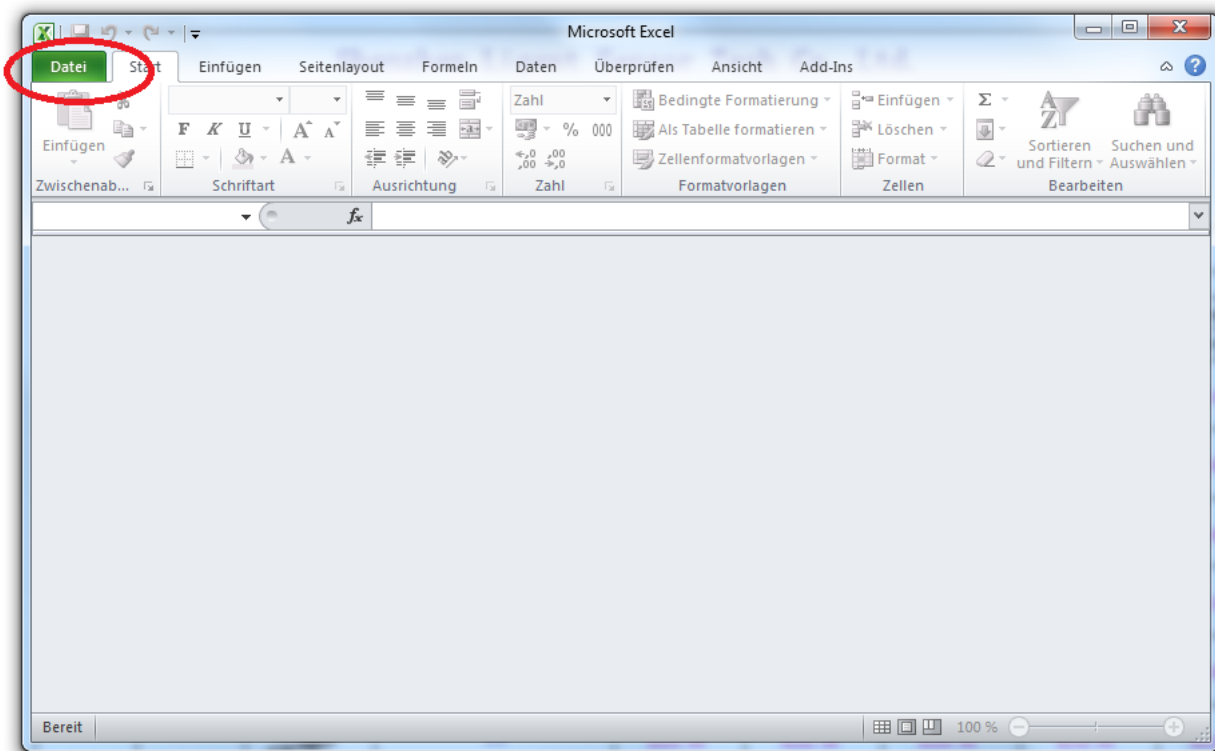 Microsoft Excel
Datei Start Einfügen Seitenlayout Formeln Daten Überprüfen Ansicht Add-Ins
Zahl Bedingte Formatierung Einfügen Σ
F K U A A % 000 Als Tabelle formatieren Löschen
Einfügen Sortieren und Filtern Suchen und Auswählen
A ,00 ,00 Zellenformatvorlagen Format
Zwischenab... Schriftart Ausrichtung Zahl Formatvorlagen Zellen Bearbeiten
fx
Bereit 100 %